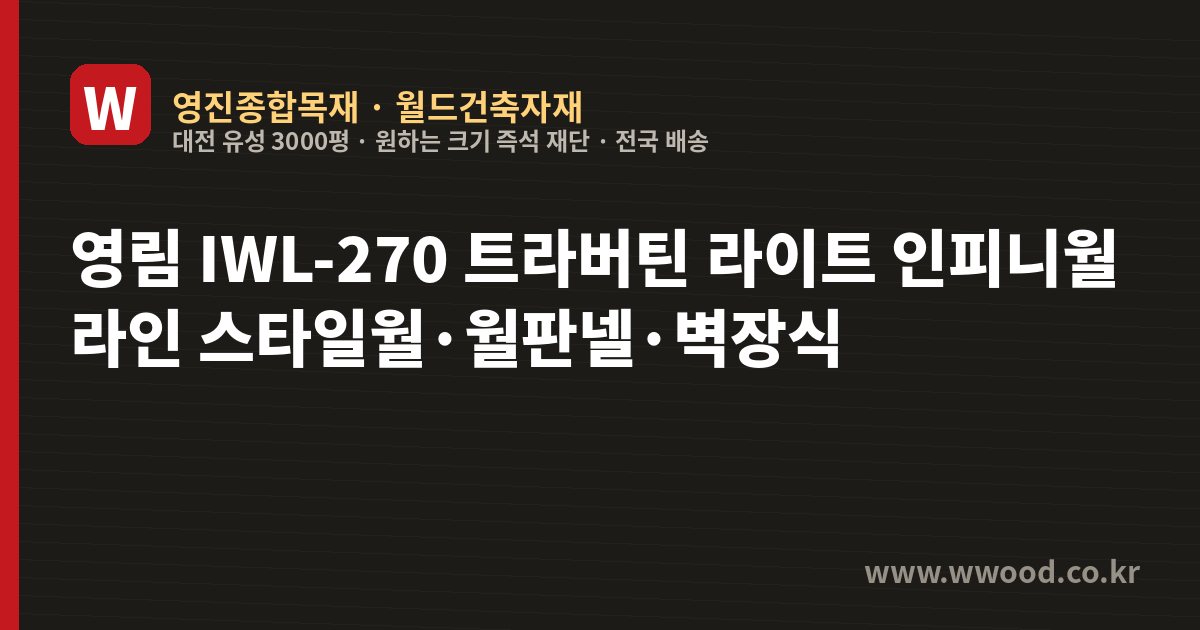 W
영진종합목재 · 월드건축자재
대전 유성 3000평 · 원하는 크기 즉석 재단 · 전국 배송
영림 IWL-270 트라버틴 라이트 인피니월
라인 스타일월·월판넬·벽장식
www.wwood.co.kr